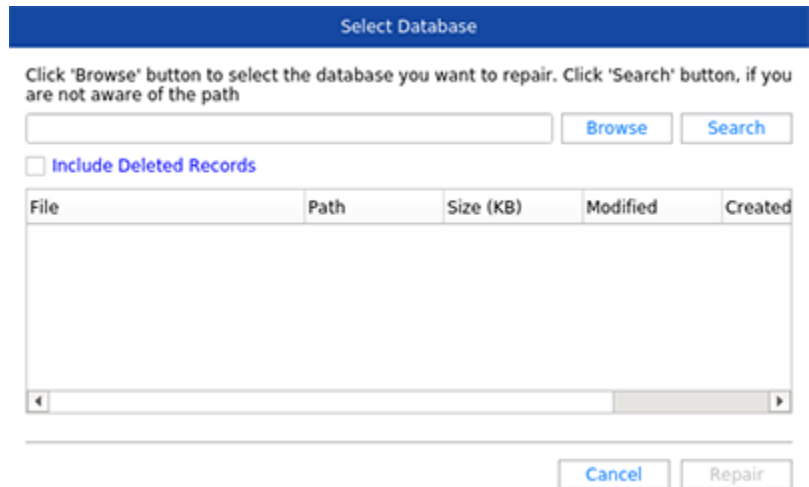 Select Database
Click 'Browse' button to select the database you want to repair. Click 'Search' button, if you
are not aware of the path
Browse Search
Include Deleted Records
File Path Size (KB) Modified Created
Cancel Repair